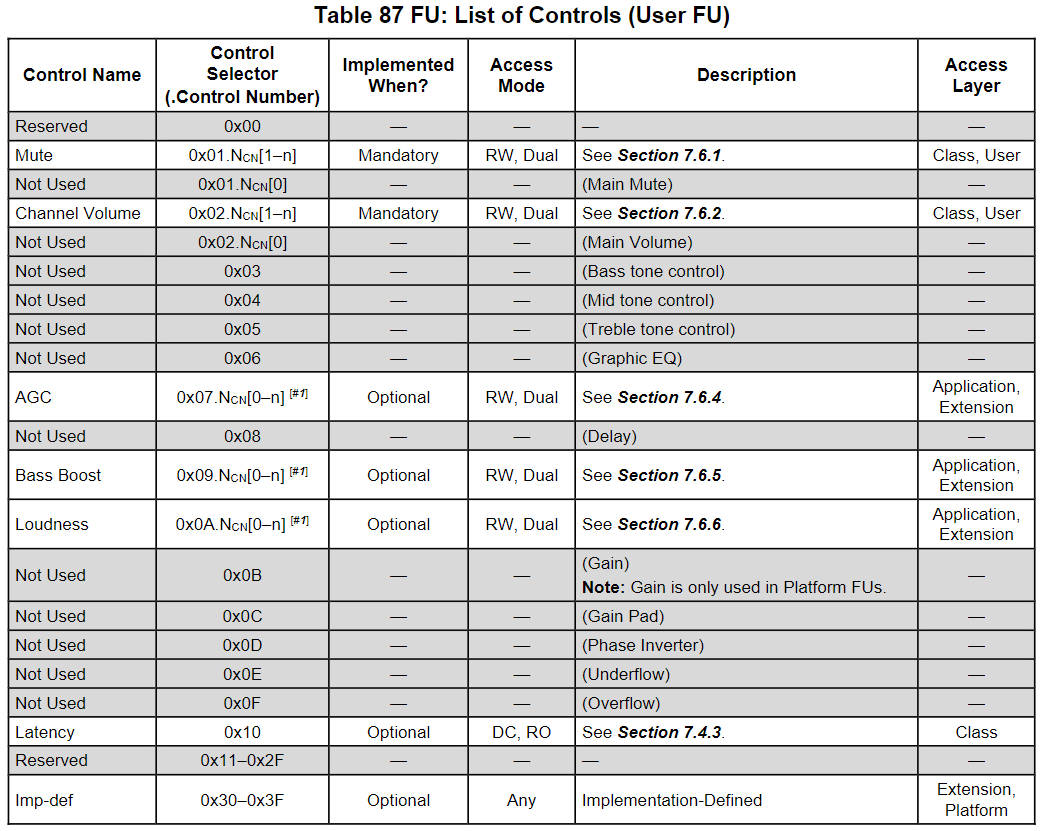 Table 87 FU: List of Controls (User FU)
Control Name Control Selector (.Control Number) Implemented When? Access Mode Description Access Layer
Reserved 0x00 — — — —
Mute 0x01.NCN[1–n] Mandatory RW, Dual See Section 7.6.1. Class, User
Not Used 0x01.NCN[0] — — (Main Mute) —
Channel Volume 0x02.NCN[1–n] Mandatory RW, Dual See Section 7.6.2. Class, User
Not Used 0x02.NCN[0] — — (Main Volume) —
Not Used 0x03 — — (Bass tone control) —
Not Used 0x04 — — (Mid tone control) —
Not Used 0x05 — — (Treble tone control) —
Not Used 0x06 — — (Graphic EQ) —
AGC 0x07.NCN[0–n] [#1] Optional RW, Dual See Section 7.6.4. Application, Extension
Not Used 0x08 — — (Delay) —
Bass Boost 0x09.NCN[0–n] [#1] Optional RW, Dual See Section 7.6.5. Application, Extension
Loudness 0x0A.NCN[0–n] [#1] Optional RW, Dual See Section 7.6.6. Application, Extension
Not Used 0x0B — — (Gain) Note: Gain is only used in Platform FUs. —
Not Used 0x0C — — (Gain Pad) —
Not Used 0x0D — — (Phase Inverter) —
Not Used 0x0E — — (Underflow) —
Not Used 0x0F — — (Overflow) —
Latency 0x10 Optional DC, RO See Section 7.4.3. Class
Reserved 0x11–0x2F — — — —
Imp-def 0x30–0x3F Optional Any Implementation-Defined Extension, Platform